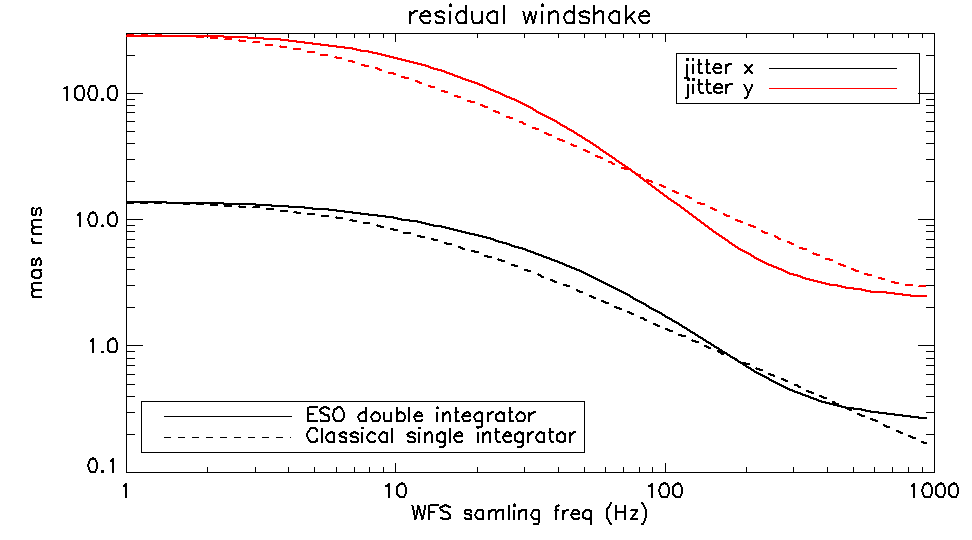 residual windshake
jitter x
jitter y
100.0
10.0
1.0
0.1
mas rms
ESO double integrator
Classical single integrator
1
10
100
1000
WFS samling freq (Hz)